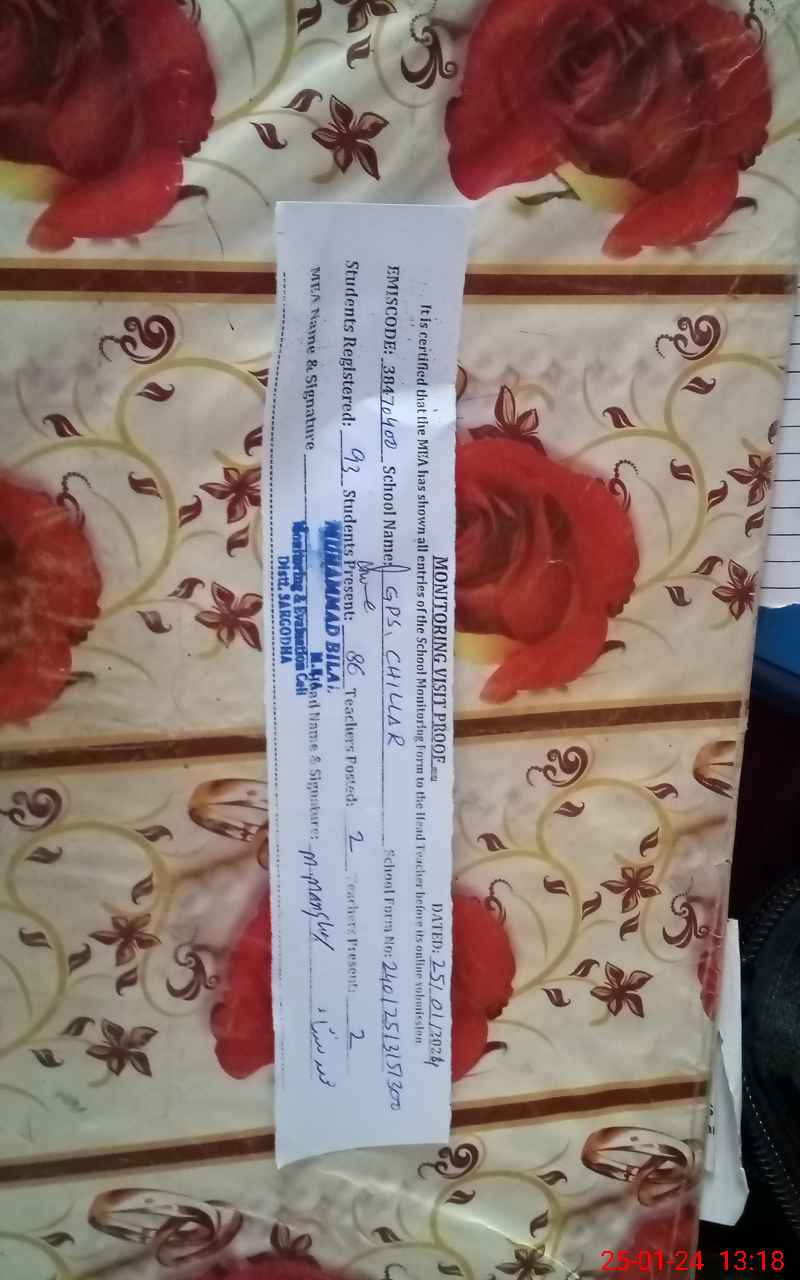 MONITORING VISIT PROOF
DATED: 25/01/2024
It is certified that the MEA has shown all entries of the School Monitoring Form to the Head Teacher before its online submission.
EMISCODE: 38470400 School Name: GPS, CHILLAR School Form No: 24012513151300
Students Registered: 93 Students Present: 86 Teachers Posted: 2 Teachers Present: 2
MEA Name & Signature Head Name & Signature:
MUHAMMAD BILAL
M.E.A
Monitoring & Evaluation Cell
Distt. SARGODHA
25-01-24 13:18